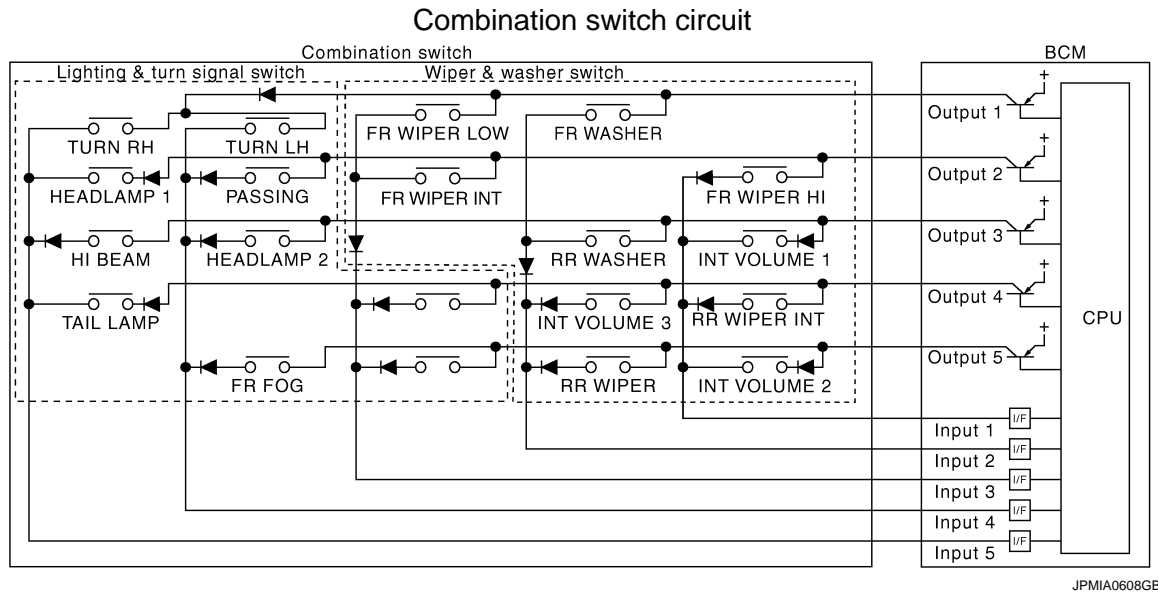 Combination switch circuit
Combination switch
BCM
Lighting & turn signal switch
Wiper & washer switch
+
Output 1
TURN RH
TURN LH
FR WIPER LOW
FR WASHER
+
Output 2
HEADLAMP 1
PASSING
FR WIPER INT
FR WIPER HI
+
Output 3
HI BEAM
HEADLAMP 2
RR WASHER
INT VOLUME 1
+
Output 4
TAIL LAMP
INT VOLUME 3
RR WIPER INT
CPU
+
Output 5
FR FOG
RR WIPER
INT VOLUME 2
I/F
Input 1
I/F
Input 2
I/F
Input 3
I/F
Input 4
I/F
Input 5
JPMIA0608GB